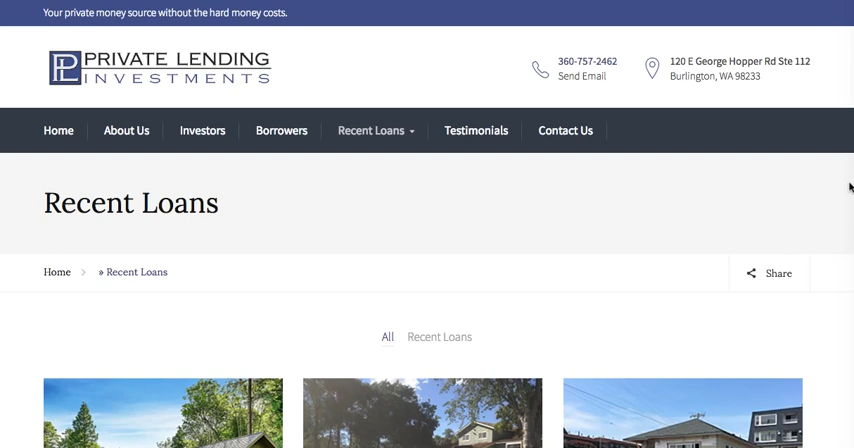 Your private money source without the hard money costs.
PL PRIVATE LENDING
INVESTMENTS
360-757-2462
Send Email
120 E George Hopper Rd Ste 112
Burlington, WA 98233
Home About Us Investors Borrowers Recent Loans Testimonials Contact Us
Recent Loans
Home > » Recent Loans
Share
All Recent Loans